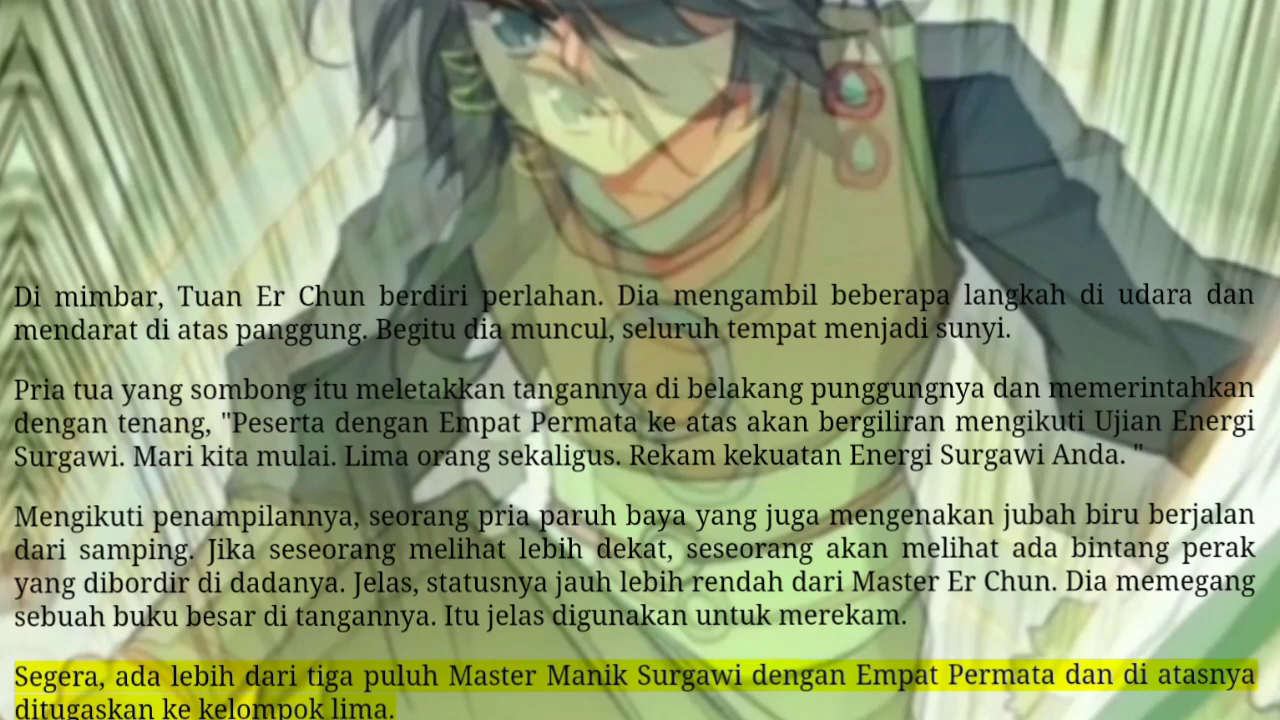 Di mimbar, Tuan Er Chun berdiri perlahan. Dia mengambil beberapa langkah di udara dan
mendarat di atas panggung. Begitu dia muncul, seluruh tempat menjadi sunyi.
Pria tua yang sombong itu meletakkan tangannya di belakang punggungnya dan memerintahkan
dengan tenang, "Peserta dengan Empat Permata ke atas akan bergiliran mengikuti Ujian Energi
Surgawi. Mari kita mulai. Lima orang sekaligus. Rekam kekuatan Energi Surgawi Anda. "
Mengikuti penampilannya, seorang pria paruh baya yang juga mengenakan jubah biru berjalan
dari samping. Jika seseorang melihat lebih dekat, seseorang akan melihat ada bintang perak
yang dibordir di dadanya. Jelas, statusnya jauh lebih rendah dari Master Er Chun. Dia memegang
sebuah buku besar di tangannya. Itu jelas digunakan untuk merekam.
Segera, ada lebih dari tiga puluh Master Manik Surgawi dengan Empat Permata dan di atasnya
ditugaskan ke kelompok lima.